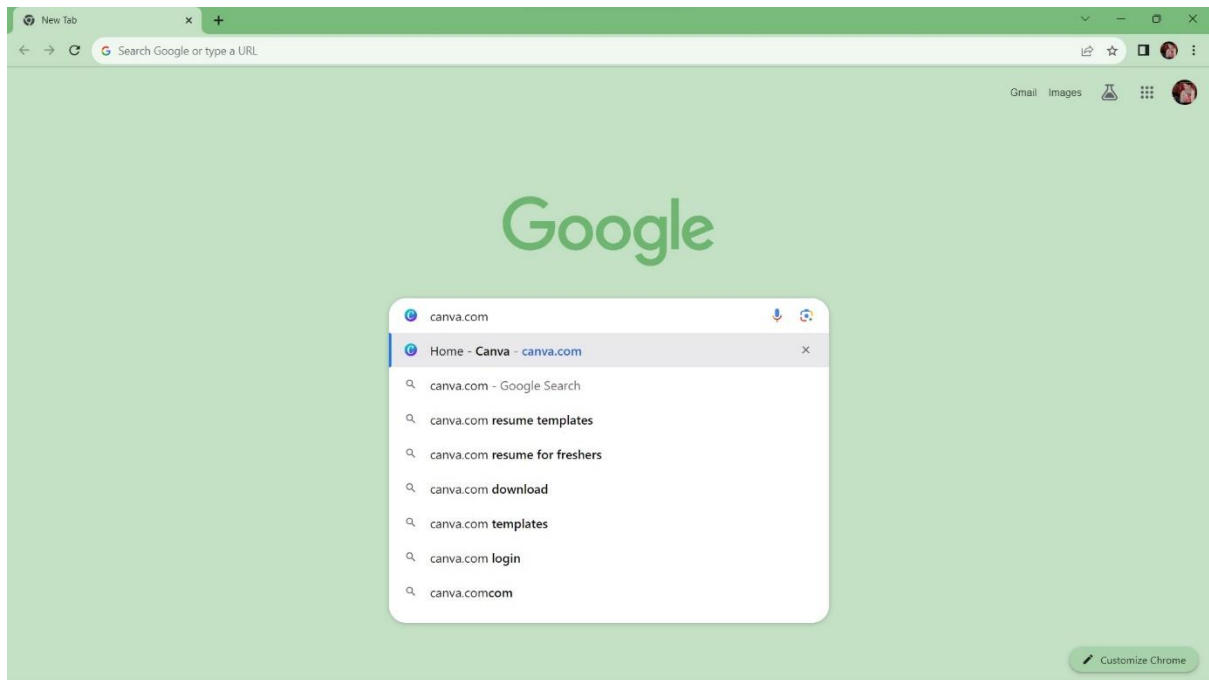 New Tab
Search Google or type a URL
Gmail Images
Google
canva.com
Home - Canva - canva.com
canva.com - Google Search
canva.com resume templates
canva.com resume for freshers
canva.com download
canva.com templates
canva.com login
canva.comcom
Customize Chrome